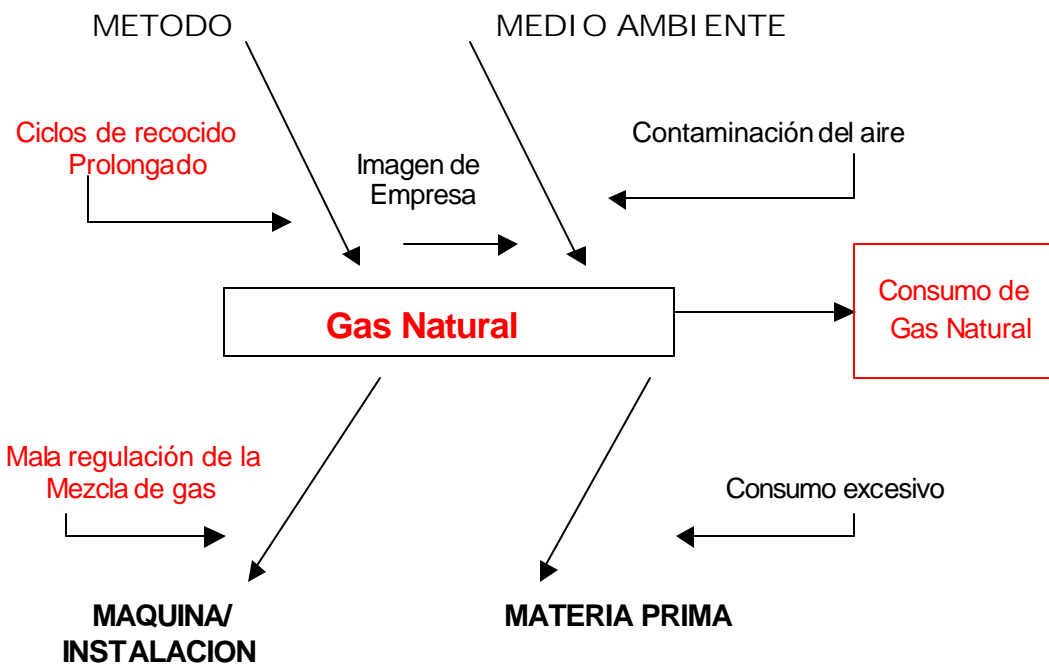 METODO
MEDIO AMBIENTE
Ciclos de recocido
Prolongado
Imagen de
Empresa
Contaminación del aire
Gas Natural
Consumo de
Gas Natural
Mala regulación de la
Mezcla de gas
Consumo excesivo
MAQUINA/
INSTALACION
MATERIA PRIMA